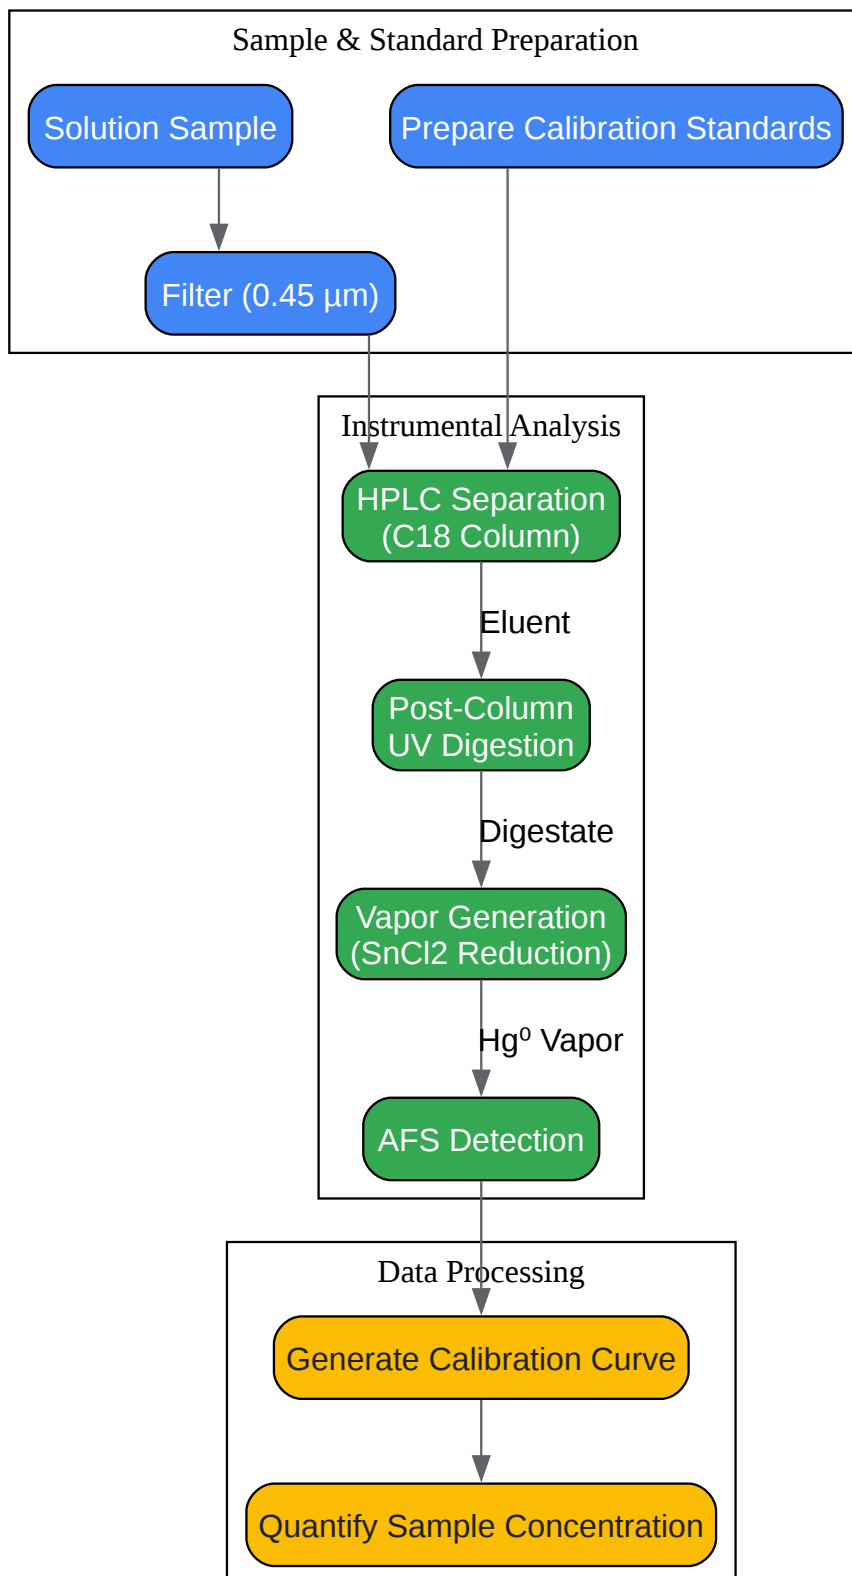 Sample & Standard Preparation
Solution Sample
Prepare Calibration Standards
Filter (0.45 µm)
Instrumental Analysis
HPLC Separation
(C18 Column)
Eluent
Post-Column
UV Digestion
Digestate
Vapor Generation
(SnCl2 Reduction)
Hg⁰ Vapor
AFS Detection
Data Processing
Generate Calibration Curve
Quantify Sample Concentration